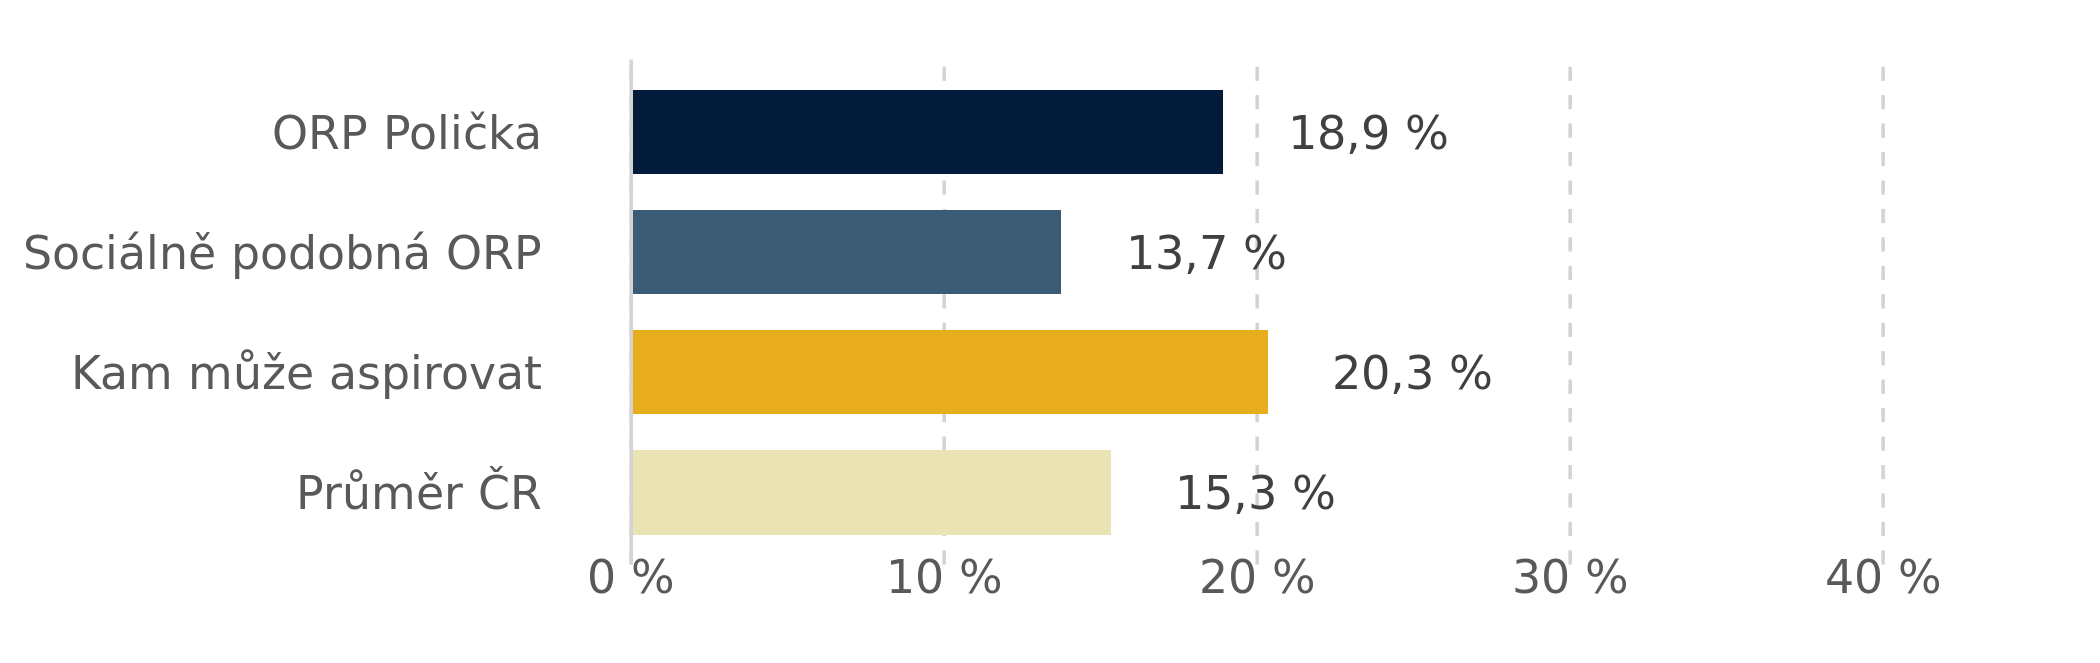 ORP Polička 18,9 %
Sociálně podobná ORP 13,7 %
Kam může aspirovat 20,3 %
Průměr ČR 15,3 %
0 % 10 % 20 % 30 % 40 %